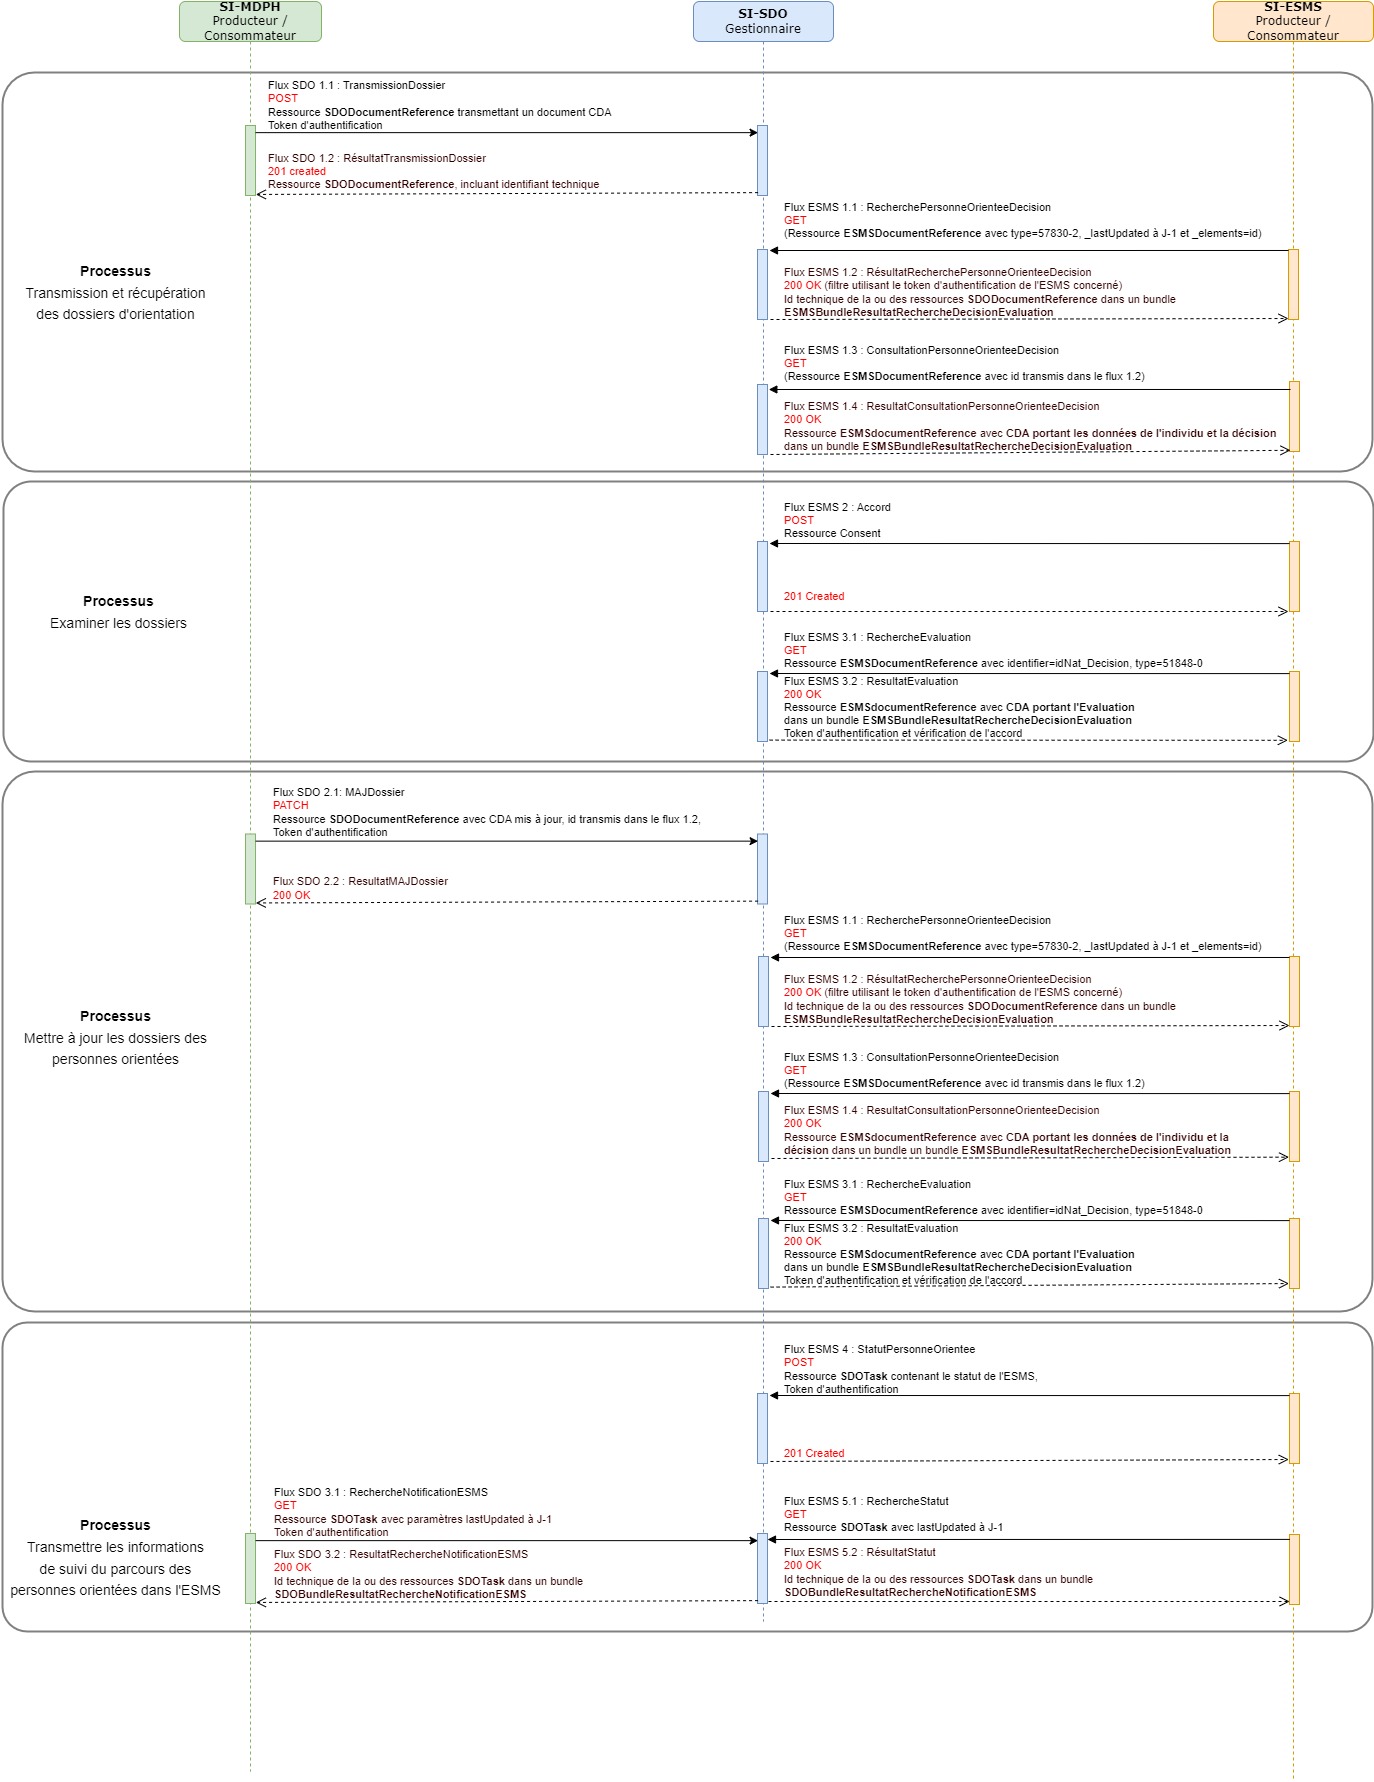 SI-MDPH
Producteur /
Consommateur
SI-SDO
Gestionnaire
SI-ESMS
Producteur /
Consommateur
Processus
Transmission et récupération
des dossiers d'orientation
Flux SDO 1.1 : TransmissionDossier
POST
Ressource SDODocumentReference transmettant un document CDA
Token d'authentification
Flux SDO 1.2 : RésultatTransmissionDossier
201 created
Ressource SDODocumentReference, incluant identifiant technique
Flux ESMS 1.1 : RecherchePersonneOrienteeDecision
GET
(Ressource ESMSDocumentReference avec type=57830-2, _lastUpdated à J-1 et _elements=id)
Flux ESMS 1.2 : RésultatRecherchePersonneOrienteeDecision
200 OK (filtre utilisant le token d'authentification de l'ESMS concerné)
Id technique de la ou des ressources SDODocumentReference dans un bundle
ESMSBundleResultatRechercheDecisionEvaluation
Flux ESMS 1.3 : ConsultationPersonneOrienteeDecision
GET
(Ressource ESMSDocumentReference avec id transmis dans le flux 1.2)
Flux ESMS 1.4 : ResultatConsultationPersonneOrienteeDecision
200 OK
Ressource ESMSdocumentReference avec CDA portant les données de l'individu et la décision
dans un bundle ESMSBundleResultatRechercheDecisionEvaluation
Processus
Examiner les dossiers
Flux ESMS 2 : Accord
POST
Ressource Consent
201 Created
Flux ESMS 3.1 : RechercheEvaluation
GET
Ressource ESMSDocumentReference avec identifier=idNat_Decision, type=51848-0
Flux ESMS 3.2 : ResultatEvaluation
200 OK
Ressource ESMSdocumentReference avec CDA portant l'Evaluation
dans un bundle ESMSBundleResultatRechercheDecisionEvaluation
Token d'authentification et vérification de l'accord
Processus
Mettre à jour les dossiers des
personnes orientées
Flux SDO 2.1: MAJDossier
PATCH
Ressource SDODocumentReference avec CDA mis à jour, id transmis dans le flux 1.2,
Token d'authentification
Flux SDO 2.2 : ResultatMAJDossier
200 OK
Flux ESMS 1.1 : RecherchePersonneOrienteeDecision
GET
(Ressource ESMSDocumentReference avec type=57830-2, _lastUpdated à J-1 et _elements=id)
Flux ESMS 1.2 : RésultatRecherchePersonneOrienteeDecision
200 OK (filtre utilisant le token d'authentification de l'ESMS concerné)
Id technique de la ou des ressources SDODocumentReference dans un bundle
ESMSBundleResultatRechercheDecisionEvaluation
Flux ESMS 1.3 : ConsultationPersonneOrienteeDecision
GET
(Ressource ESMSDocumentReference avec id transmis dans le flux 1.2)
Flux ESMS 1.4 : ResultatConsultationPersonneOrienteeDecision
200 OK
Ressource ESMSdocumentReference avec CDA portant les données de l'individu et la
décision dans un bundle un bundle ESMSBundleResultatRechercheDecisionEvaluation
Flux ESMS 3.1 : RechercheEvaluation
GET
Ressource ESMSDocumentReference avec identifier=idNat_Decision, type=51848-0
Flux ESMS 3.2 : ResultatEvaluation
200 OK
Ressource ESMSdocumentReference avec CDA portant l'Evaluation
dans un bundle ESMSBundleResultatRechercheDecisionEvaluation
Token d'authentification et vérification de l'accord
Processus
Transmettre les informations
de suivi du parcours des
personnes orientées dans l'ESMS
Flux ESMS 4 : StatutPersonneOrientee
POST
Ressource SDOTask contenant le statut de l'ESMS,
Token d'authentification
201 Created
Flux SDO 3.1 : RechercheNotificationESMS
GET
Ressource SDOTask avec paramètres lastUpdated à J-1
Token d'authentification
Flux SDO 3.2 : ResultatRechercheNotificationESMS
200 OK
Id technique de la ou des ressources SDOTask dans un bundle
SDOBundleResultatRechercheNotificationESMS
Flux ESMS 5.1 : RechercheStatut
GET
Ressource SDOTask avec lastUpdated à J-1
Flux ESMS 5.2 : RésultatStatut
200 OK
Id technique de la ou des ressources SDOTask dans un bundle
SDOBundleResultatRechercheNotificationESMS